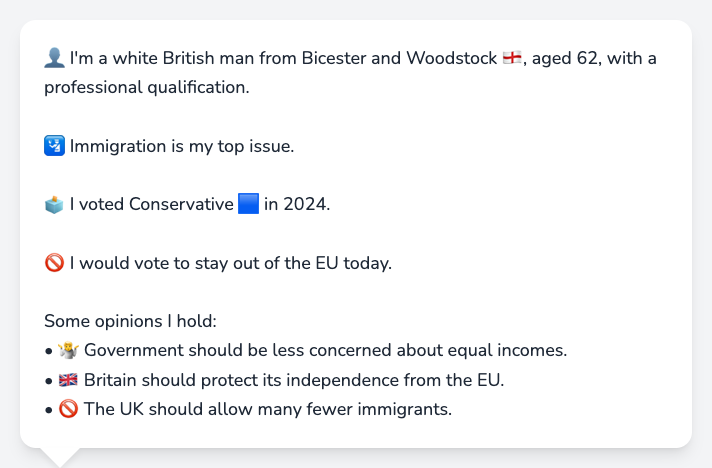 👤 I'm a white British man from Bicester and Woodstock 🏴󠁧󠁢󠁥󠁮󠁧󠁿, aged 62, with a
professional qualification.
🛂 Immigration is my top issue.
🗳️ I voted Conservative 🟦 in 2024.
🚫 I would vote to stay out of the EU today.
Some opinions I hold:
• 🤷 Government should be less concerned about equal incomes.
• 🇬🇧 Britain should protect its independence from the EU.
• 🚫 The UK should allow many fewer immigrants.